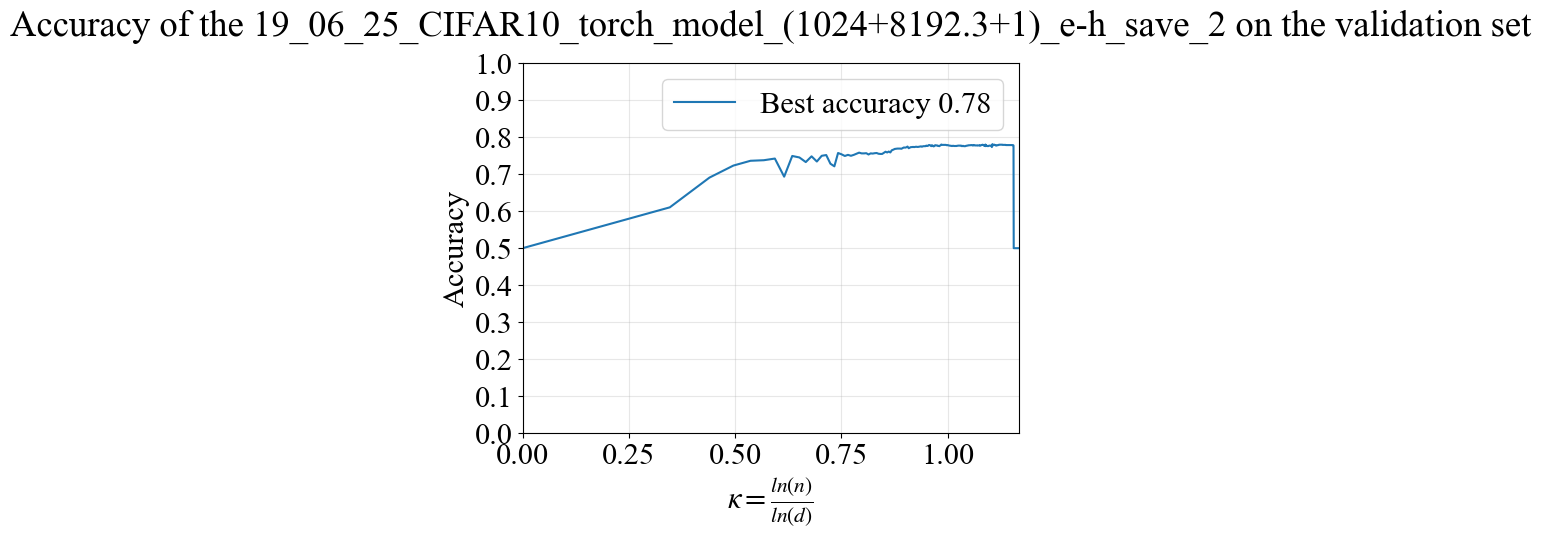 Accuracy of the 19_06_25_CIFAR10_torch_model_(1024+8192.3+1)_e-h_save_2 on the validation set
1.0
Best accuracy 0.78
0.9
0.8
0.7
0.6
0.5
0.4
0.3
0.2
0.1
0.0
Accuracy
0.00 0.25 0.50 0.75 1.00
κ = ln(n)
ln(d)